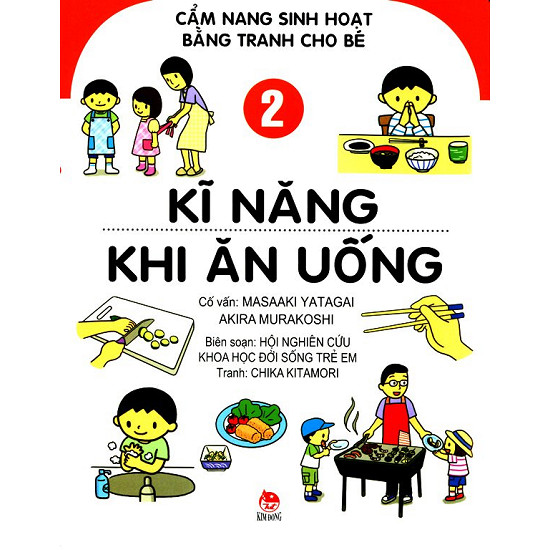 CẨM NANG SINH HOẠT
BẰNG TRANH CHO BÉ
2
KĨ NĂNG
KHI ĂN UỐNG
Cố vấn: MASAAKI YATAGAI
AKIRA MURAKOSHI
Biên soạn: HỘI NGHIÊN CỨU
KHOA HỌC ĐỜI SỐNG TRẺ EM
Tranh: CHIKA KITAMORI
KIM ĐỒNG